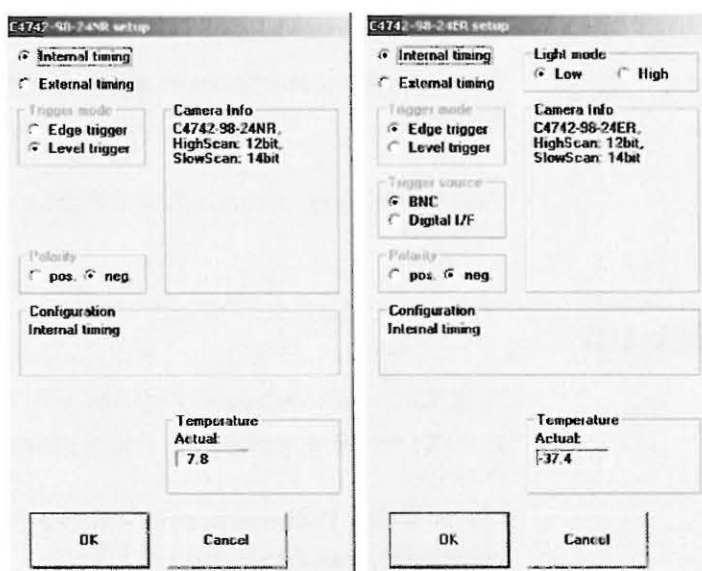 C4742-98-24NR setup
Internal timing
External timing
Trigger mode
Edge trigger
Level trigger
Camera Info
C4742-98-24NR,
HighScan: 12bit,
SlowScan: 14bit
Polarity
pos. neg.
Configuration
Internal timing
Temperature
Actual:
7.8
OK Cancel
C4742-98-24ER setup
Internal timing
External timing
Light mode
Low High
Trigger mode
Edge trigger
Level trigger
Camera Info
C4742-98-24ER,
HighScan: 12bit,
SlowScan: 14bit
Trigger source
BNC
Digital I/F
Polarity
pos. neg.
Configuration
Internal timing
Temperature
Actual:
-37.4
OK Cancel